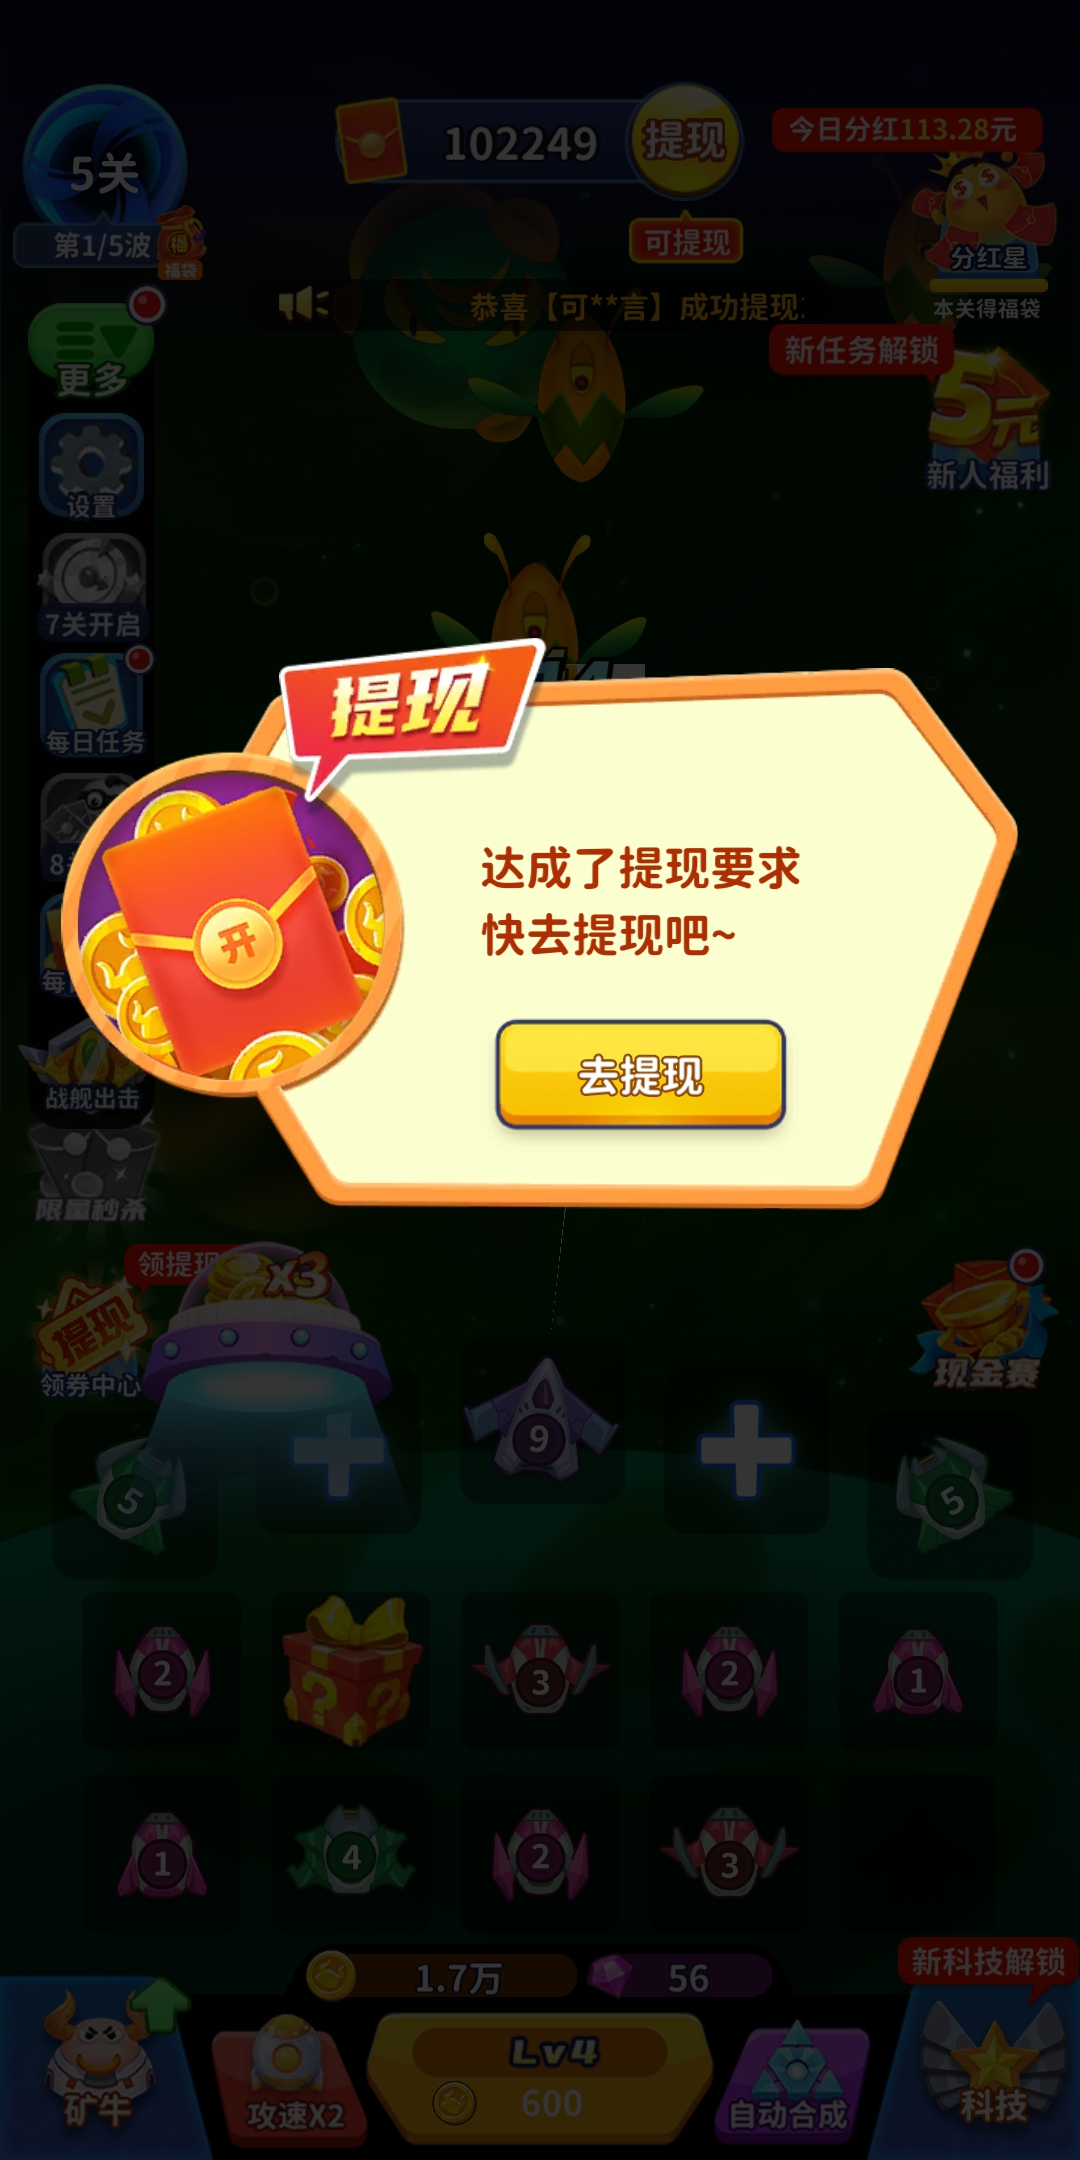 5关
102249
提现
今日分红113.28元
第1/5波
福
福袋
可提现
分红星
恭喜【可**言】成功提现:
本关得福袋
新任务解锁
更多
5元
新人福利
设置
7关开启
提现
每日任务
达成了提现要求
快去提现吧~
开
去提现
战舰出击
限量秒杀
领提现
x3
提现
领券中心
现金赛
9
5
5
2
3
2
1
1
4
2
3
新科技解锁
1.7万
56
Lv4
矿牛
攻速X2
600
自动合成
科技